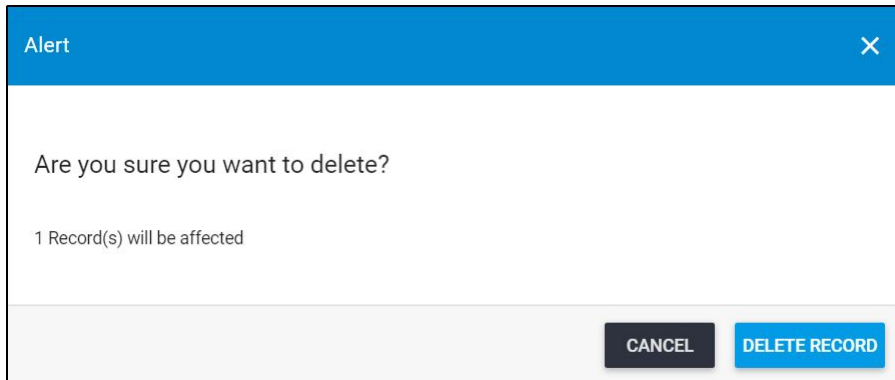 Alert
Are you sure you want to delete?
1 Record(s) will be affected
CANCEL DELETE RECORD